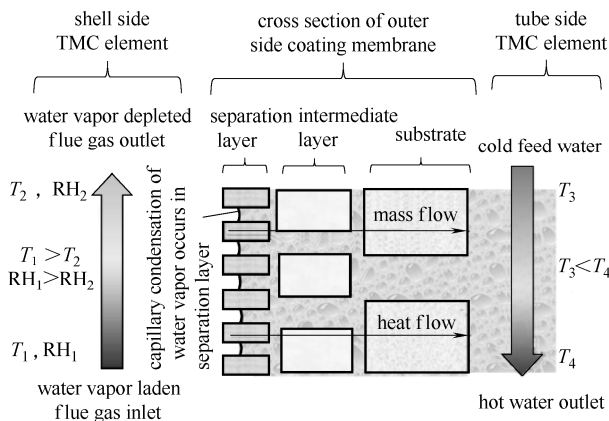 shell side
TMC element
cross section of outer
side coating membrane
tube side
TMC element
water vapor depleted
flue gas outlet
separation intermediate
layer layer
substrate
cold feed water
T₂ , RH₂
T₁ >T₂
RH₁>RH₂
T₁, RH₁
water vapor laden
flue gas inlet
capillary condensation of
water vapor occurs in
separation layer
mass flow
heat flow
T₃
T₃<T₄
T₄
hot water outlet